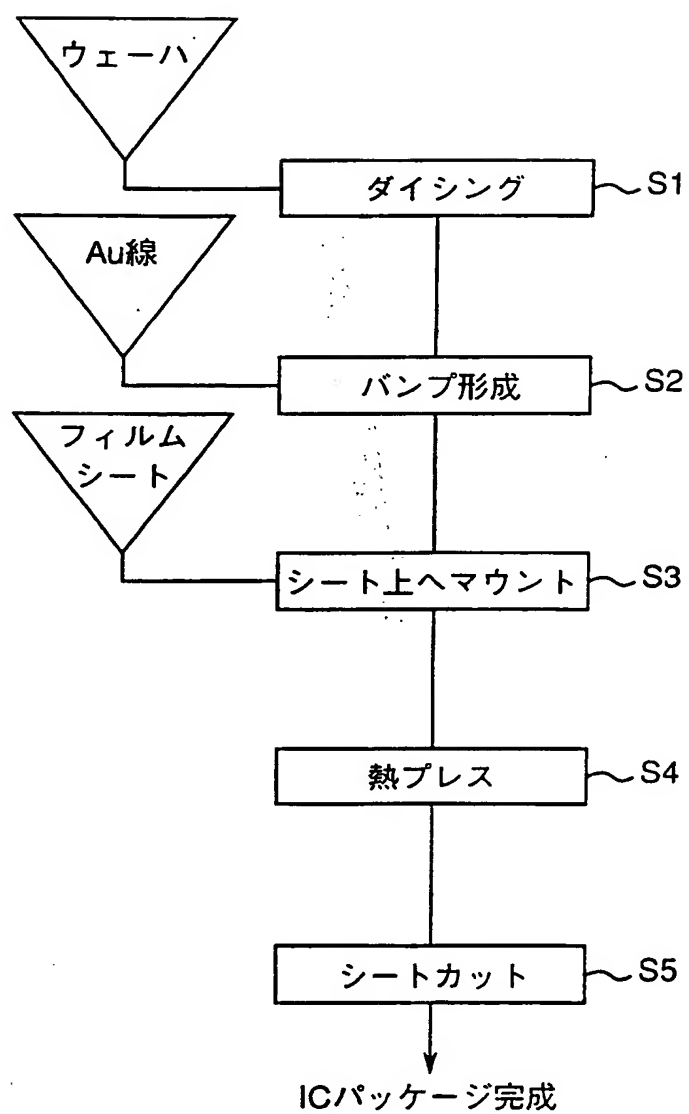 ウェーハ
ダイシング
S1
Au線
バンプ形成
S2
フィルム
シート
シート上へマウント
S3
熱プレス
S4
シートカット
S5
ICパッケージ完成